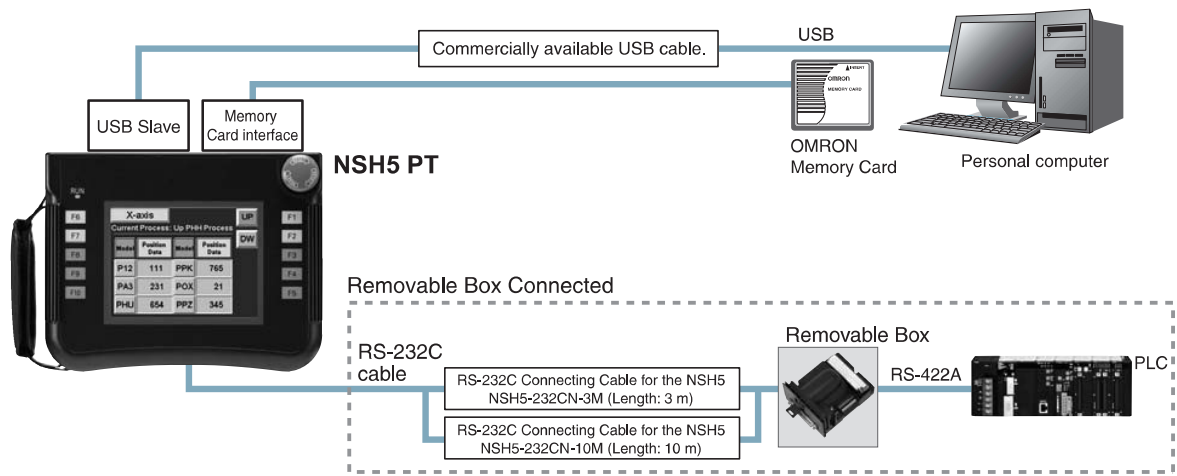 Commercially available USB cable.
USB
INSERT
OMRON
MEMORY CARD
USB Slave
Memory
Card interface
NSH5 PT
OMRON
Memory Card
Personal computer
RUN
F6
F7
F8
F9
F10
X-axis
UP
Current Process: Up PHH Process
DW
Model
Position
Data
Model
Position
Data
P12 111 PPK 765
PA3 231 POX 21
PHU 654 PPZ 345
F1
F2
F3
F4
F5
Removable Box Connected
RS-232C
cable
RS-232C Connecting Cable for the NSH5
NSH5-232CN-3M (Length: 3 m)
RS-232C Connecting Cable for the NSH5
NSH5-232CN-10M (Length: 10 m)
Removable Box
RS-422A
PLC